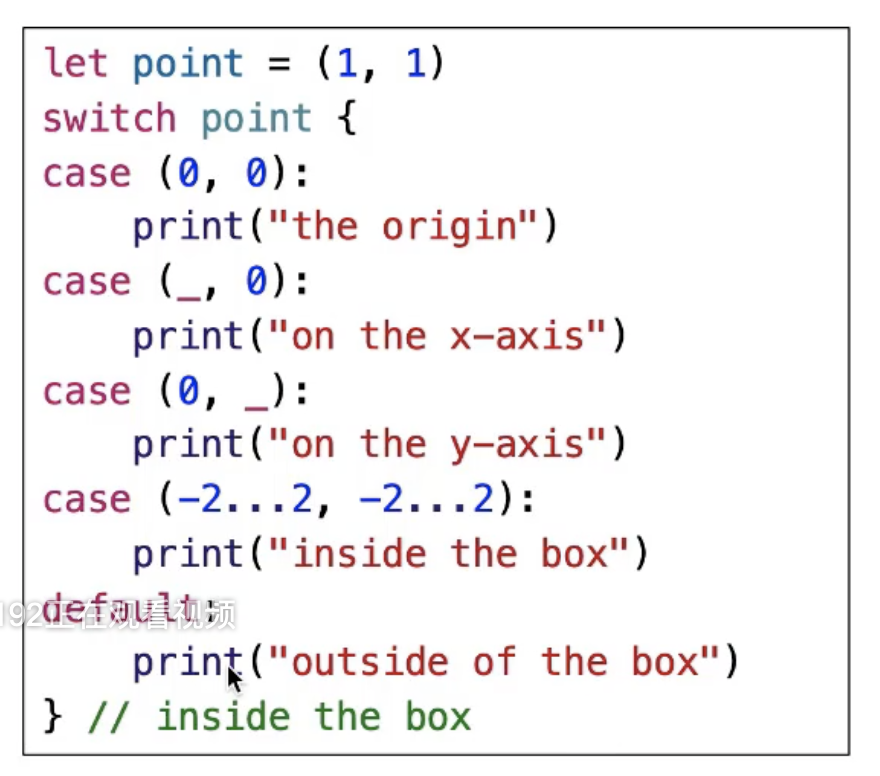 let point = (1, 1)
switch point {
case (0, 0):
    print("the origin")
case (_, 0):
    print("on the x-axis")
case (0, _):
    print("on the y-axis")
case (-2...2, -2...2):
    print("inside the box")
default:
192正在观看视频
    print("outside of the box")
} // inside the box